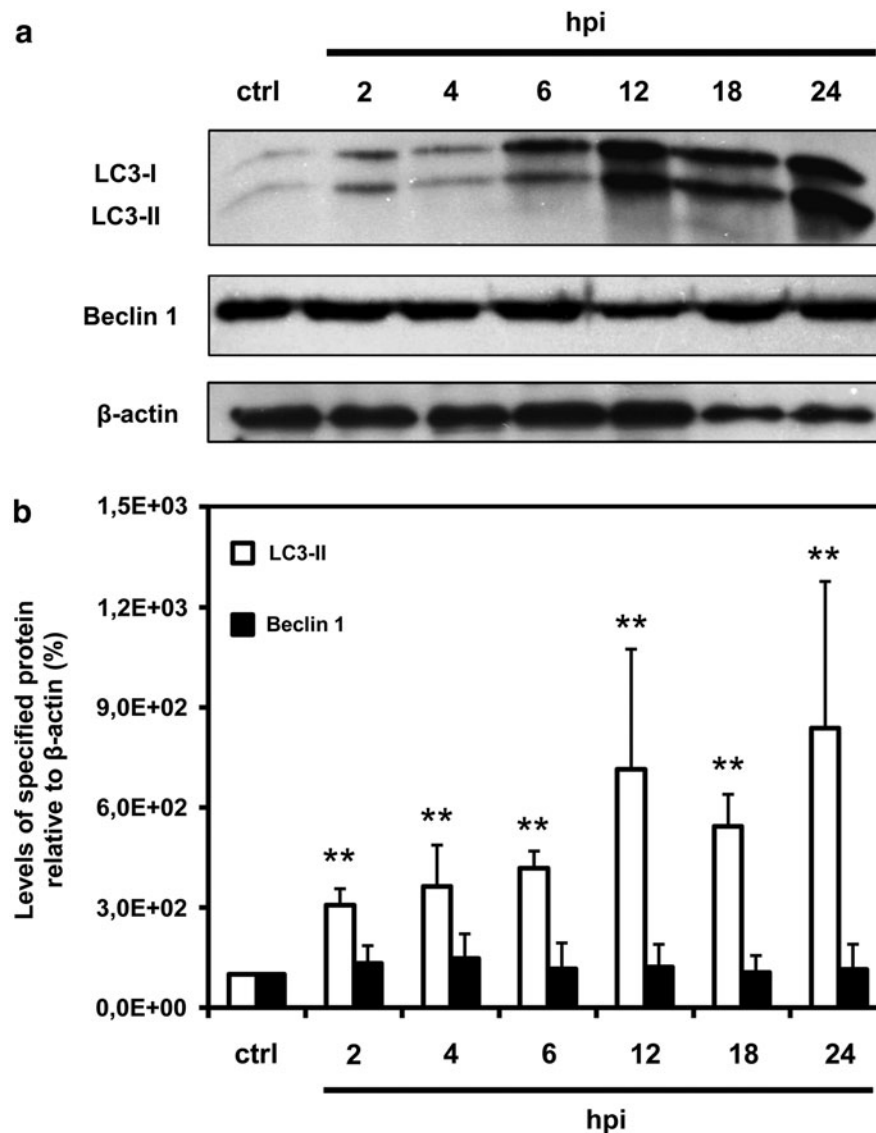 a
hpi
ctrl 2 4 6 12 18 24
LC3-I
LC3-II
Beclin 1
β-actin
b
Levels of specified protein
relative to β-actin (%)
1,5E+03
1,2E+03
9,0E+02
6,0E+02
3,0E+02
0,0E+00
LC3-II
Beclin 1
**
**
**
**
**
**
ctrl 2 4 6 12 18 24
hpi